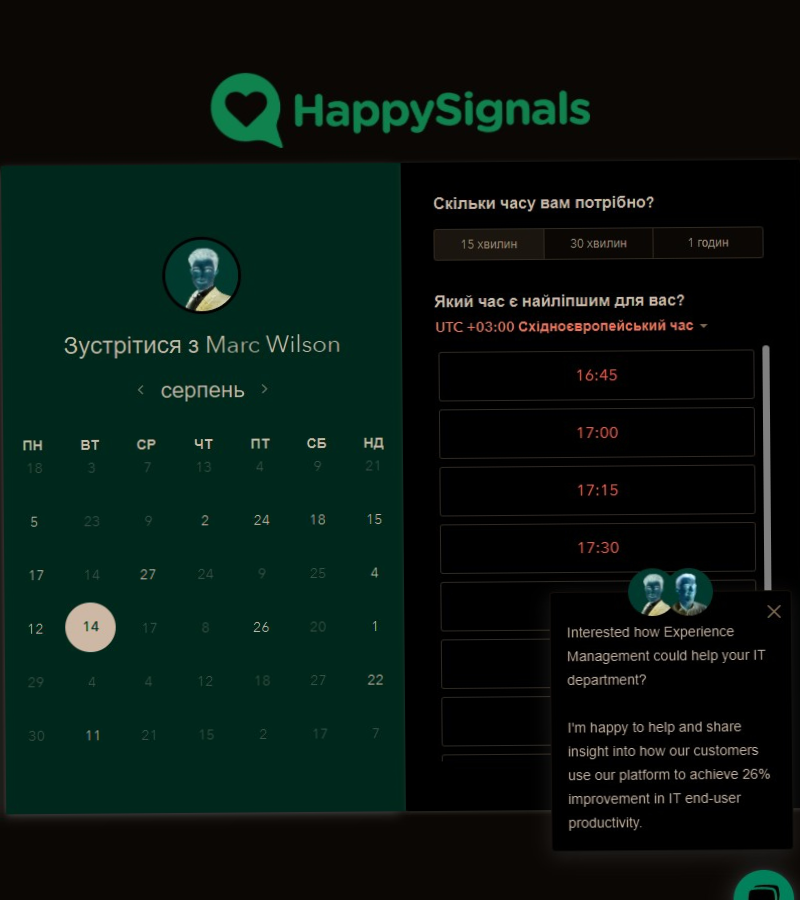 HappySignals
Зустрітися з Marc Wilson
серпень
ПН ВТ СР ЧТ ПТ СБ НД
18 3 7 13 4 9 21
5 23 9 2 24 18 15
17 14 27 24 9 25 4
12 14 17 8 26 20 1
29 4 4 12 18 27 22
30 11 21 15 2 17 7
Скільки часу вам потрібно?
15 хвилин 30 хвилин 1 годин
Який час є найліпшим для вас?
UTC +03:00 Східноєвропейський час
16:45
17:00
17:15
17:30
Interested how Experience
Management could help your IT
department?
I'm happy to help and share
insight into how our customers
use our platform to achieve 26%
improvement in IT end-user
productivity.